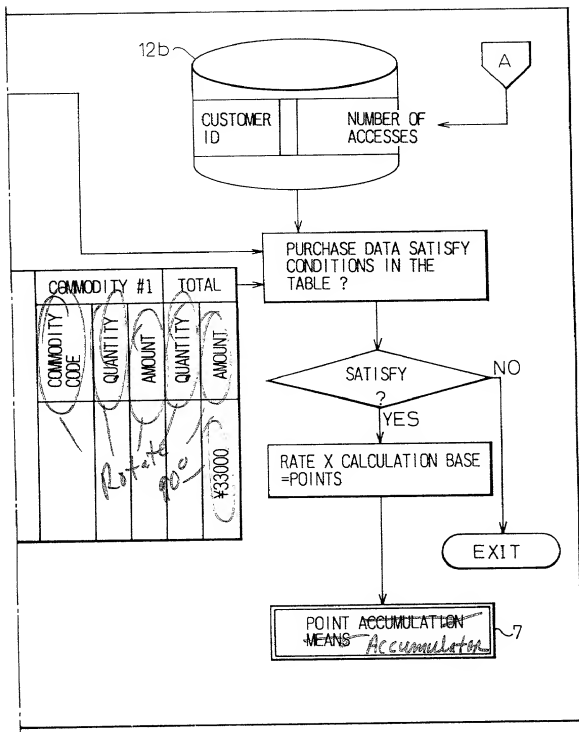 12b
A
CUSTOMER
ID
NUMBER OF
ACCESSES
PURCHASE DATA SATISFY
CONDITIONS IN THE
TABLE ?
COMMODITY #1
TOTAL
COMMODITY
CODE
QUANTITY
AMOUNT
QUANTITY
AMOUNT
¥33000
Rotate
90°
SATISFY
?
NO
YES
RATE X CALCULATION BASE
=POINTS
EXIT
POINT ACCUMULATION
MEANS Accumulator
7